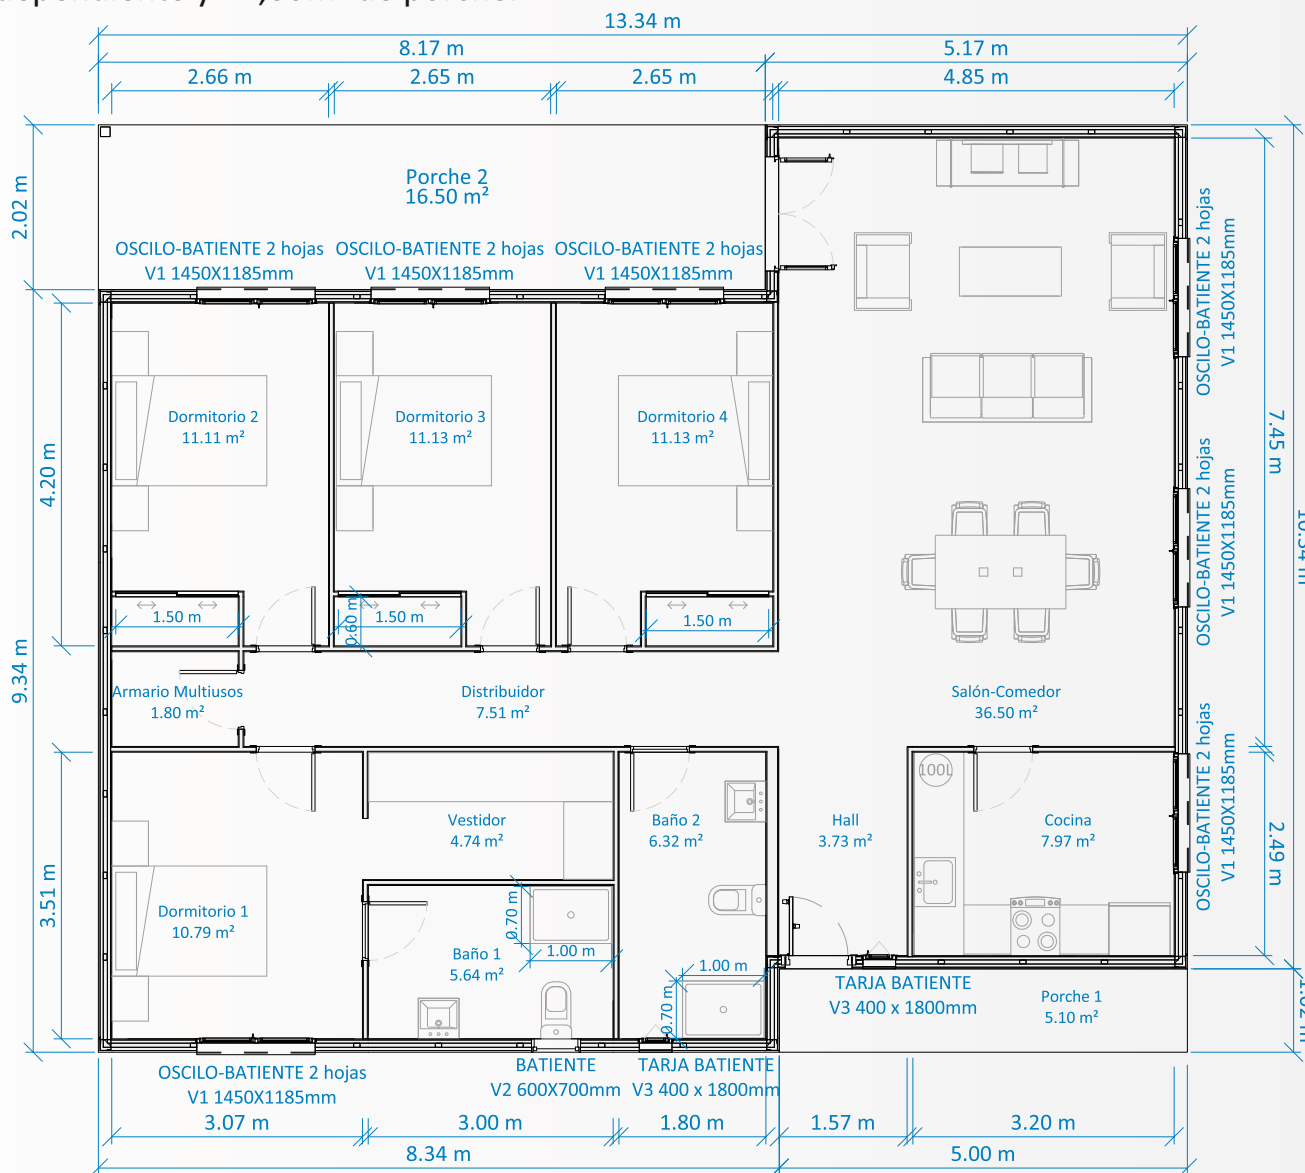 13.34 m
8.17 m
5.17 m
2.66 m
2.65 m
2.65 m
4.85 m
2.02 m
Porche 2
16.50 m²
OSCILO-BATIENTE 2 hojas
V1 1450X1185mm
OSCILO-BATIENTE 2 hojas
V1 1450X1185mm
OSCILO-BATIENTE 2 hojas
V1 1450X1185mm
OSCILO-BATIENTE 2 hojas
V1 1450X1185mm
7.45 m
4.20 m
Dormitorio 2
11.11 m²
Dormitorio 3
11.13 m²
Dormitorio 4
11.13 m²
OSCILO-BATIENTE 2 hojas
V1 1450X1185mm
1.50 m
0.60 m
1.50 m
1.50 m
9.34 m
Armario Multiusos
1.80 m²
Distribuidor
7.51 m²
Salón-Comedor
36.50 m²
OSCILO-BATIENTE 2 hojas
V1 1450X1185mm
100L
Vestidor
4.74 m²
Baño 2
6.32 m²
Hall
3.73 m²
Cocina
7.97 m²
2.49 m
3.51 m
Dormitorio 1
10.79 m²
0.70 m
1.00 m
Baño 1
5.64 m²
1.00 m
0.70 m
TARJA BATIENTE
V3 400 x 1800mm
Porche 1
5.10 m²
OSCILO-BATIENTE 2 hojas
V1 1450X1185mm
BATIENTE
V2 600X700mm
TARJA BATIENTE
V3 400 x 1800mm
3.07 m
3.00 m
1.80 m
1.57 m
3.20 m
8.34 m
5.00 m